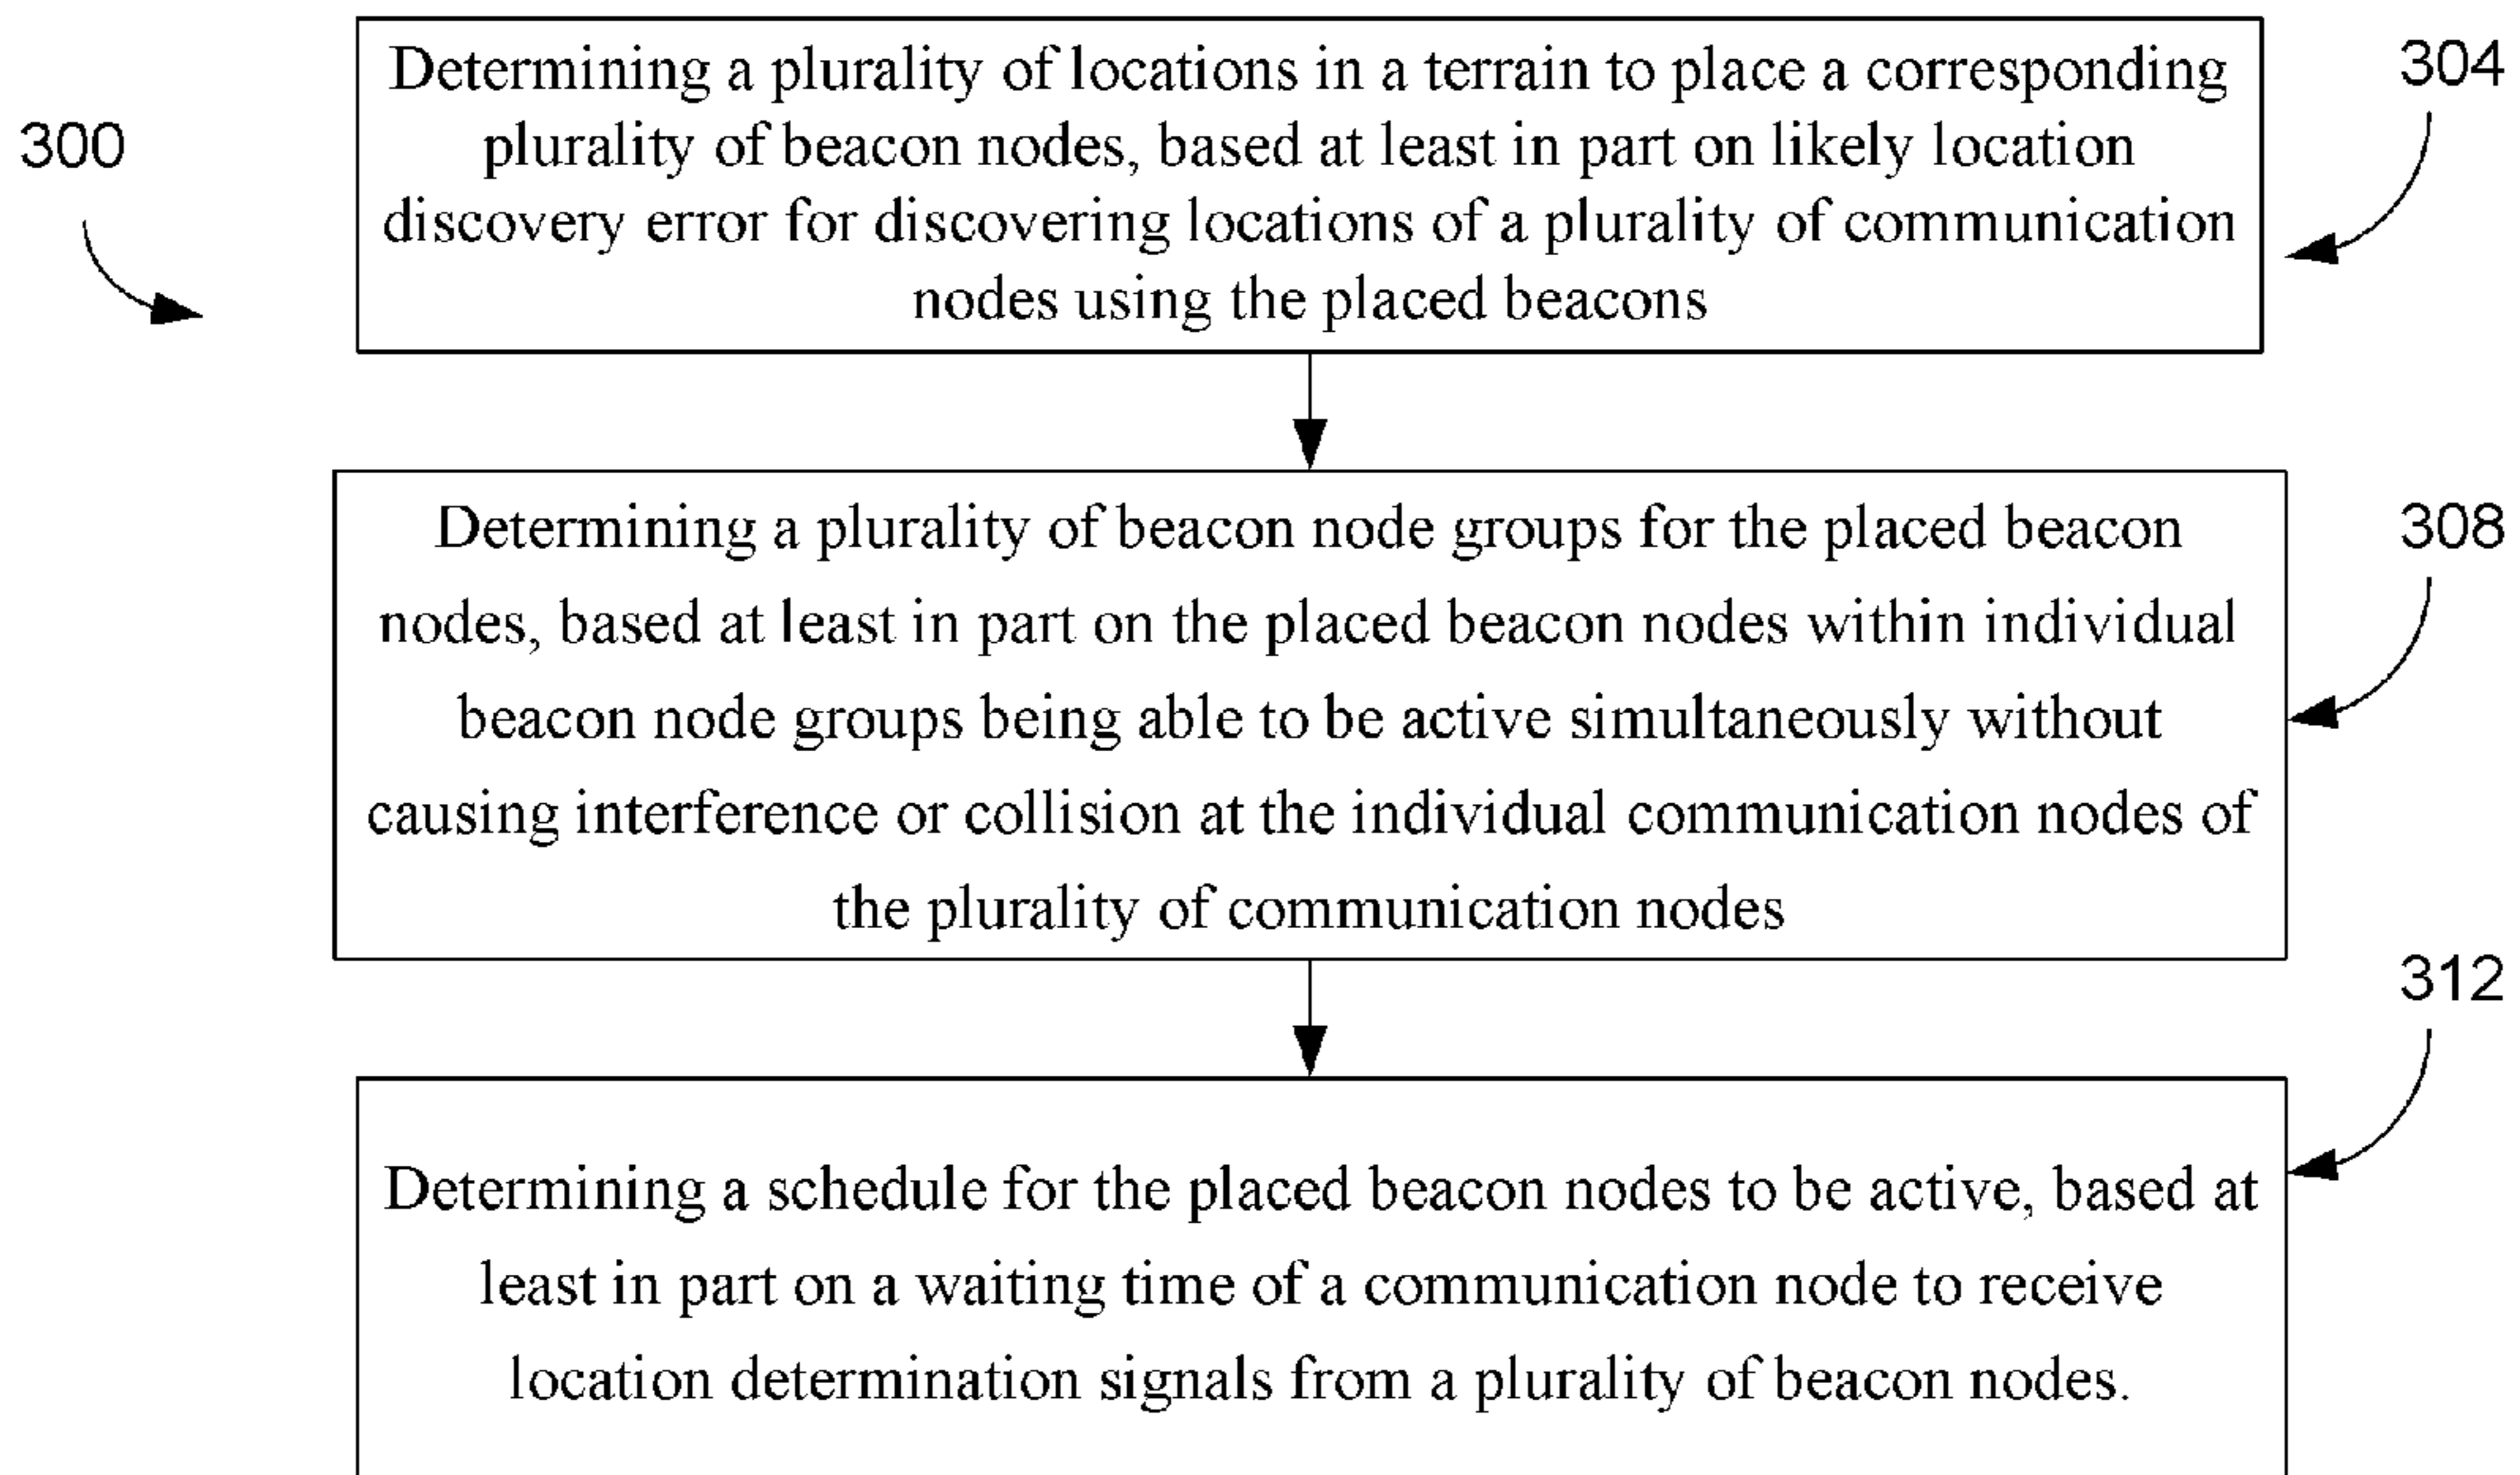 300
304
Determining a plurality of locations in a terrain to place a corresponding
plurality of beacon nodes, based at least in part on likely location
discovery error for discovering locations of a plurality of communication
nodes using the placed beacons
308
Determining a plurality of beacon node groups for the placed beacon
nodes, based at least in part on the placed beacon nodes within individual
beacon node groups being able to be active simultaneously without
causing interference or collision at the individual communication nodes of
the plurality of communication nodes
312
Determining a schedule for the placed beacon nodes to be active, based at
least in part on a waiting time of a communication node to receive
location determination signals from a plurality of beacon nodes.